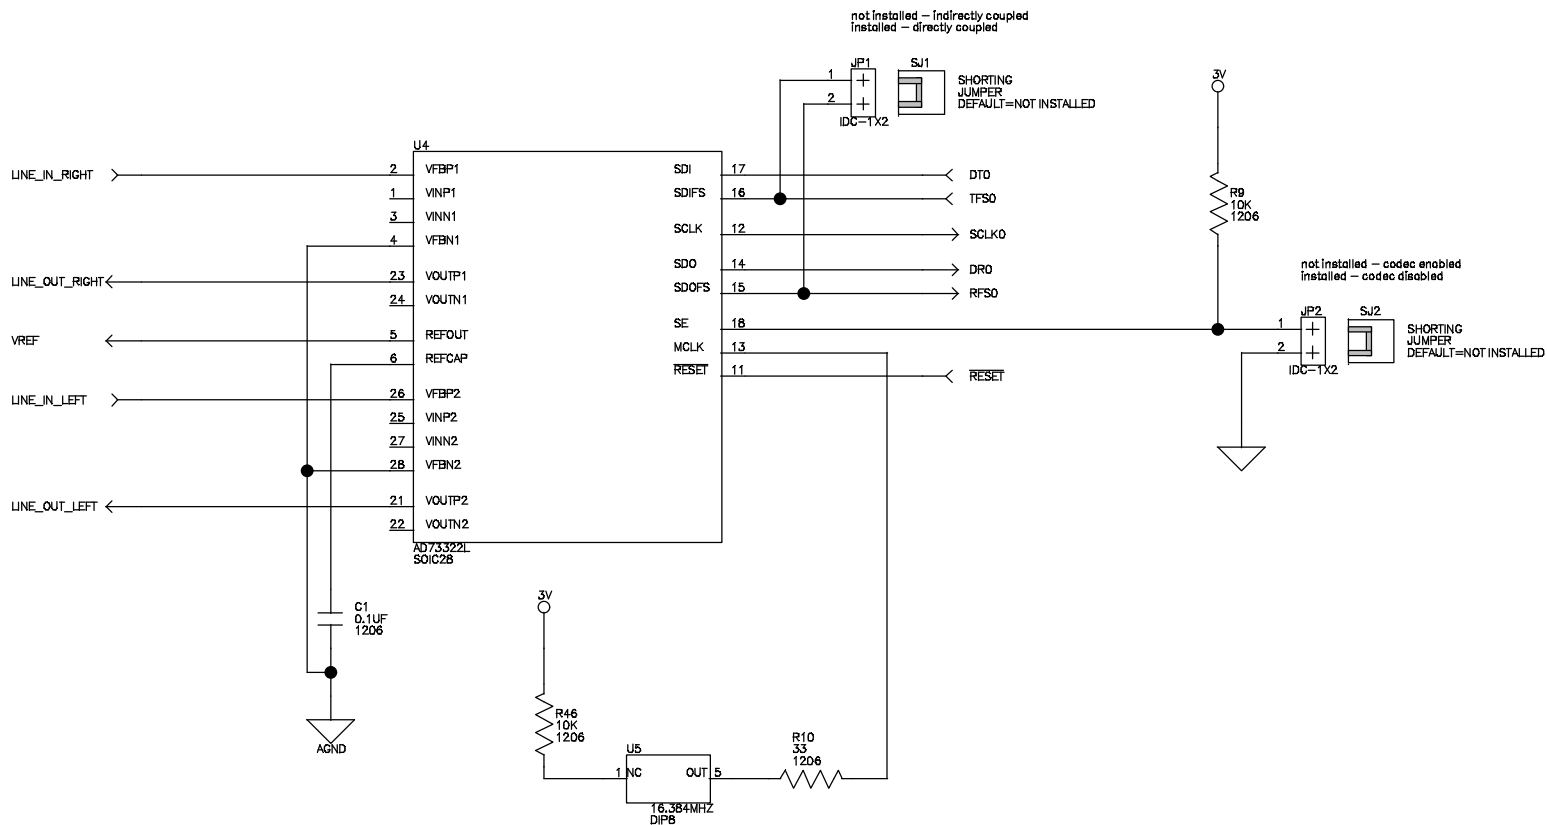 not installed – indirectly coupled
installed – directly coupled
JP1
SJ1
1
2
SHORTING
JUMPER
DEFAULT=NOT INSTALLED
IDC-1X2
3V
R9
10K
1206
U4
LINE_IN_RIGHT
2
VFBP1
1
VINP1
3
VINN1
4
VFBN1
LINE_OUT_RIGHT
23
VOUTP1
24
VOUTN1
VREF
5
REFOUT
6
REFCAP
LINE_IN_LEFT
26
VFBP2
25
VINP2
27
VINN2
28
VFBN2
LINE_OUT_LEFT
21
VOUTP2
22
VOUTN2
SDI
17
DT0
SDIFS
16
TFS0
SCLK
12
SCLK0
SDO
14
DR0
SDOFS
15
RFS0
SE
18
MCLK
13
RESET
11
RESET
AD73322L
SOIC28
not installed – codec enabled
installed – codec disabled
JP2
SJ2
1
2
SHORTING
JUMPER
DEFAULT=NOT INSTALLED
IDC-1X2
C1
0.1UF
1206
AGND
3V
R46
10K
1206
U5
1
NC
OUT
5
16.384MHZ
DIP8
R10
33
1206